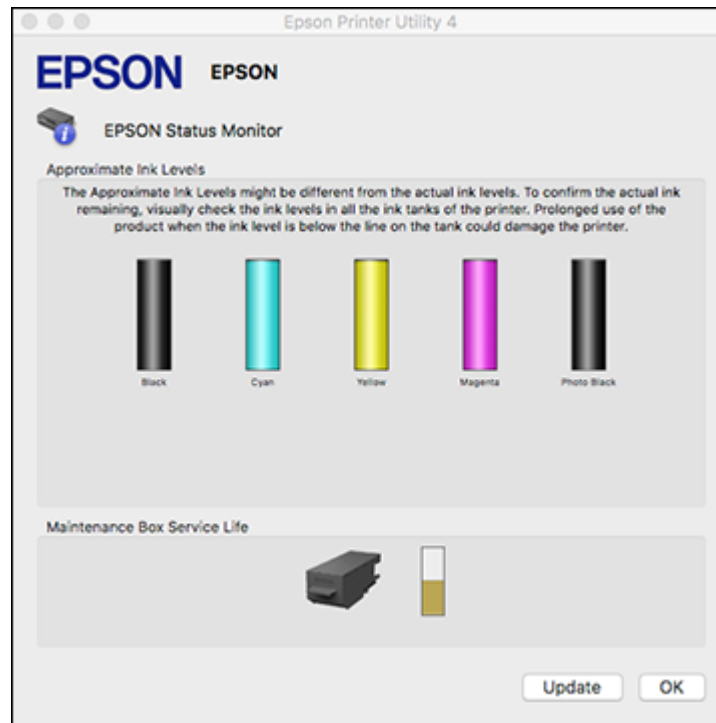 Epson Printer Utility 4
EPSON EPSON
EPSON Status Monitor
Approximate Ink Levels
The Approximate Ink Levels might be different from the actual ink levels. To confirm the actual ink
remaining, visually check the ink levels in all the ink tanks of the printer. Prolonged use of the
product when the ink level is below the line on the tank could damage the printer.
Black Cyan Yellow Magenta Photo Black
Maintenance Box Service Life
Update OK